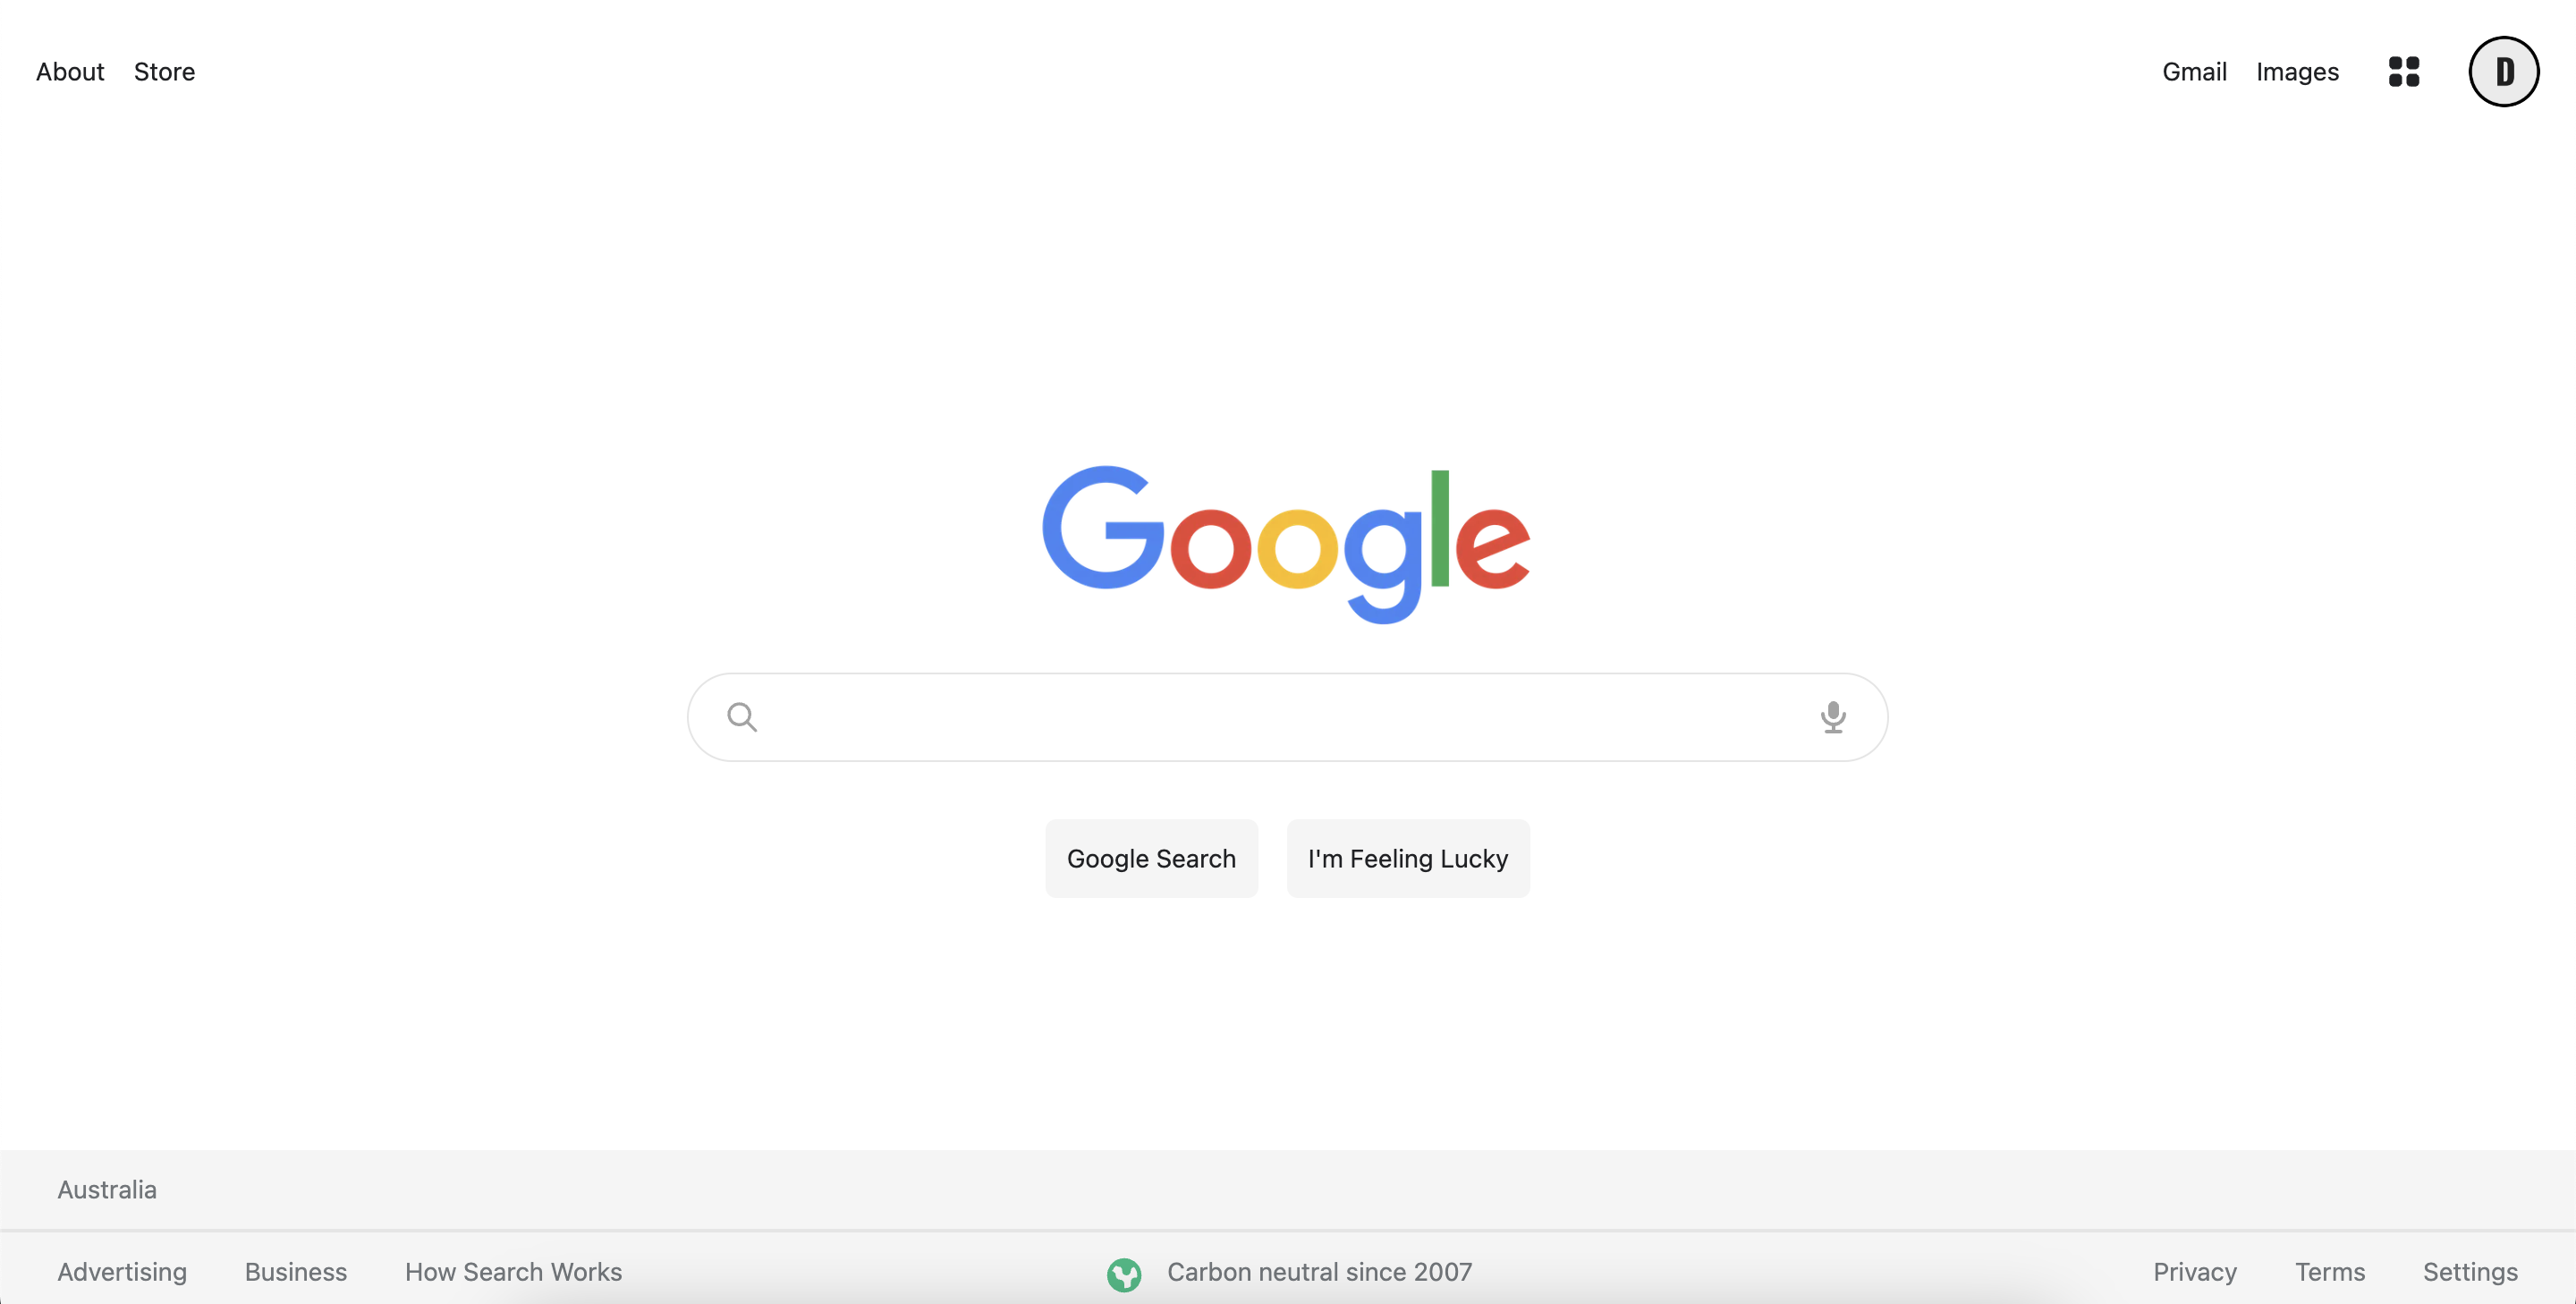 About Store Gmail Images D
Google
Google Search I'm Feeling Lucky
Australia
Advertising Business How Search Works Carbon neutral since 2007 Privacy Terms Settings